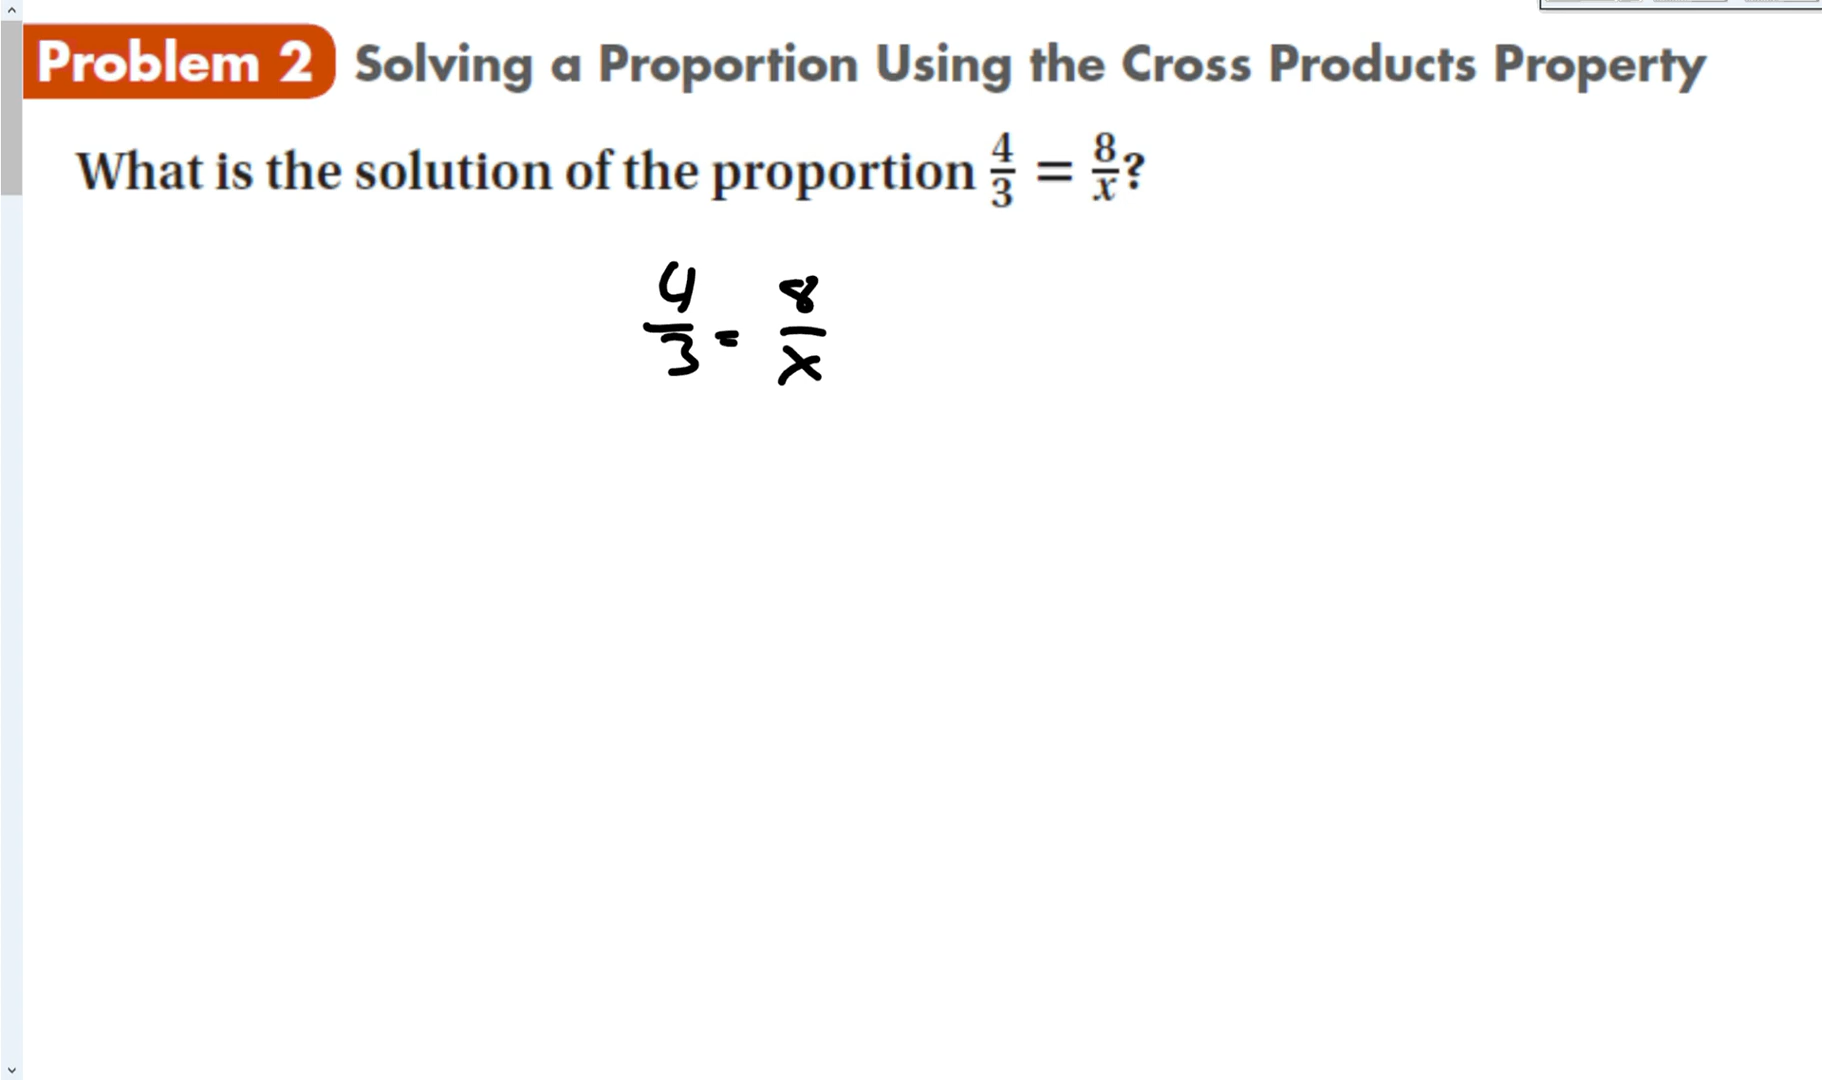 Problem 2 Solving a Proportion Using the Cross Products Property
What is the solution of the proportion 4/3 = 8/x?
4/3 = 8/x